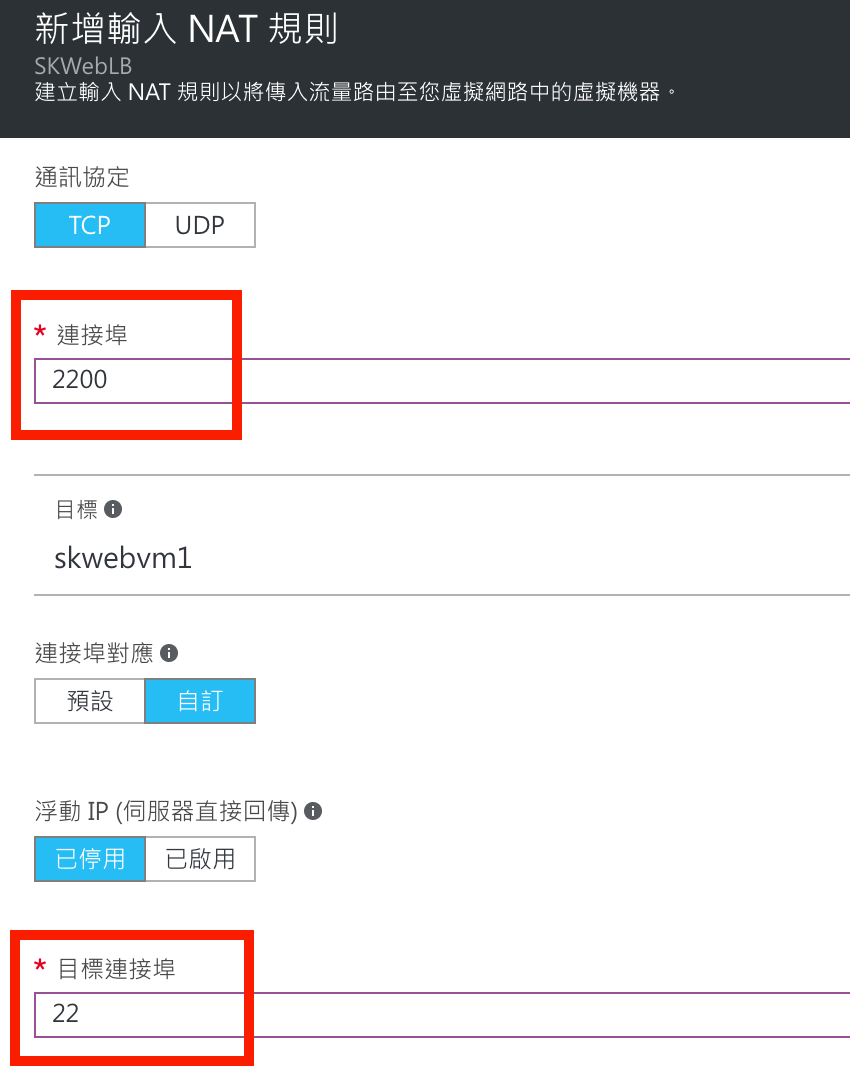 新增輸入 NAT 規則
SKWebLB
建立輸入 NAT 規則以將傳入流量路由至您虛擬網路中的虛擬機器。
通訊協定
TCP UDP
* 連接埠
2200
目標
skwebvm1
連接埠對應
預設 自訂
浮動 IP (伺服器直接回傳)
已停用 已啟用
* 目標連接埠
22